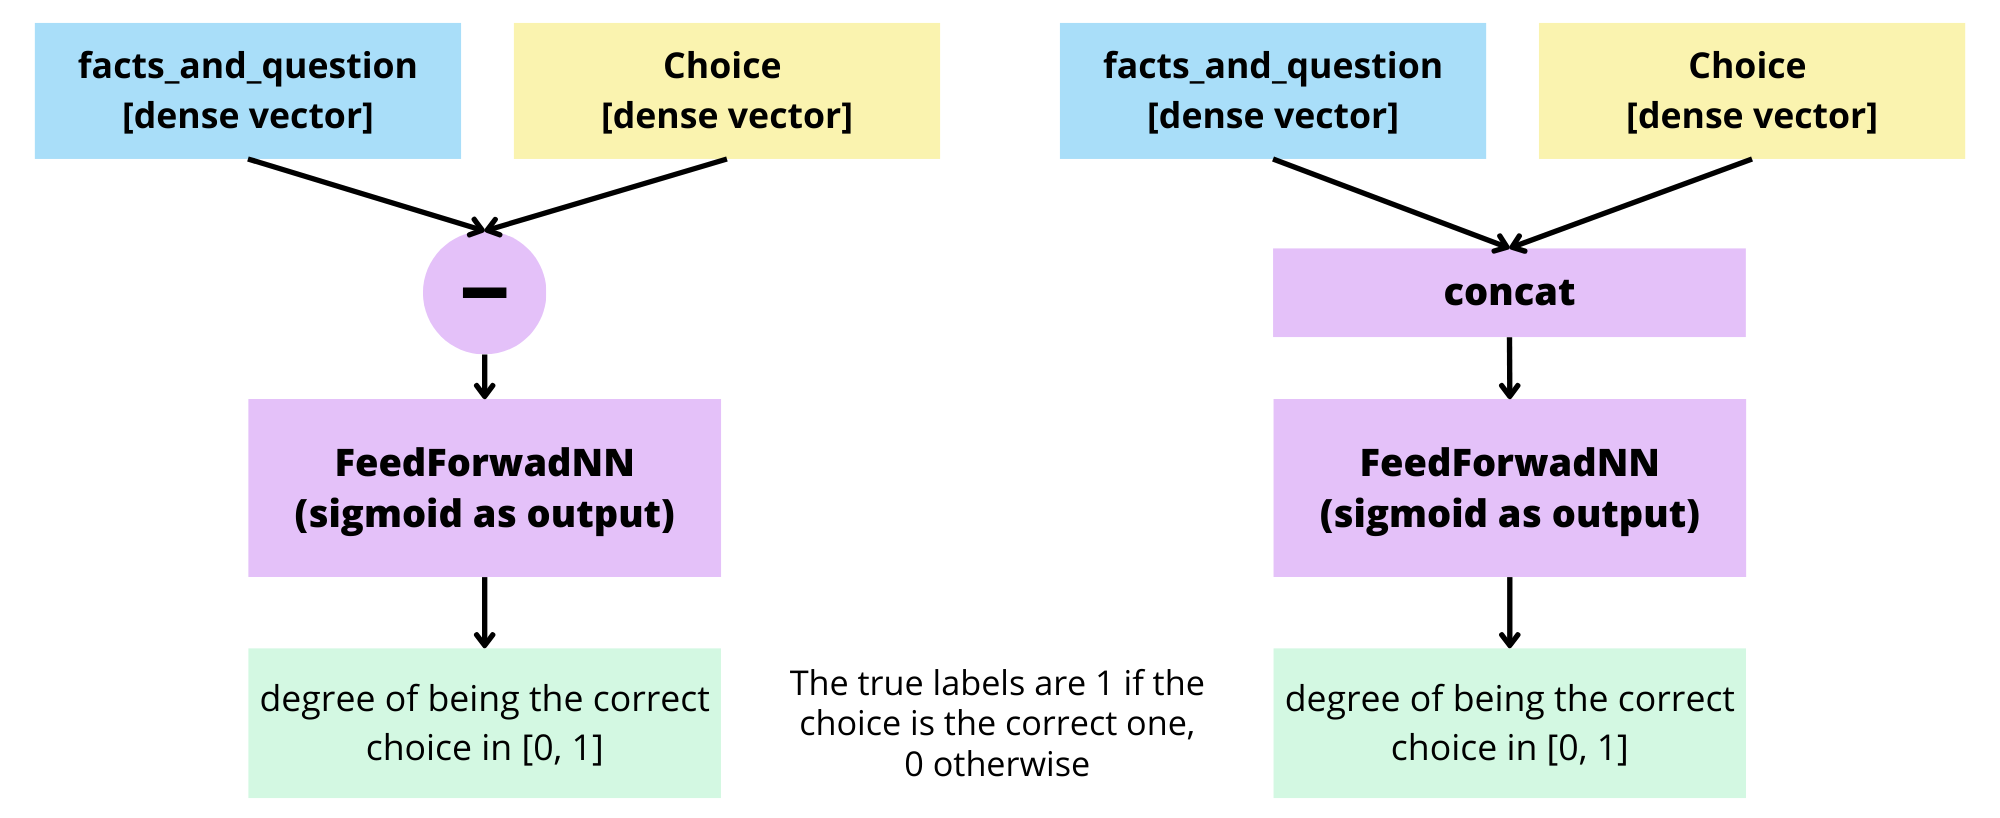 facts_and_question
[dense vector]
Choice
[dense vector]
–
FeedForwadNN
(sigmoid as output)
degree of being the correct
choice in [0, 1]
The true labels are 1 if the
choice is the correct one,
0 otherwise
facts_and_question
[dense vector]
Choice
[dense vector]
concat
FeedForwadNN
(sigmoid as output)
degree of being the correct
choice in [0, 1]